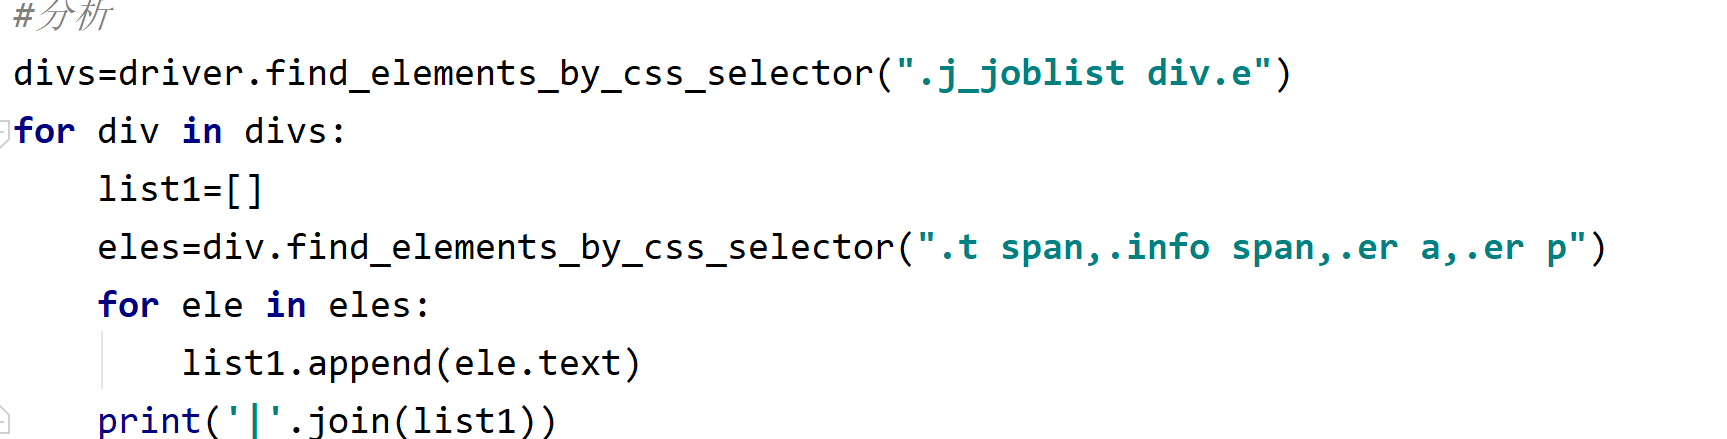 #分析
divs=driver.find_elements_by_css_selector(".j_joblist div.e")
for div in divs:
    list1=[]
    eles=div.find_elements_by_css_selector(".t span,.info span,.er a,.er p")
    for ele in eles:
        list1.append(ele.text)
    print('|'.join(list1))